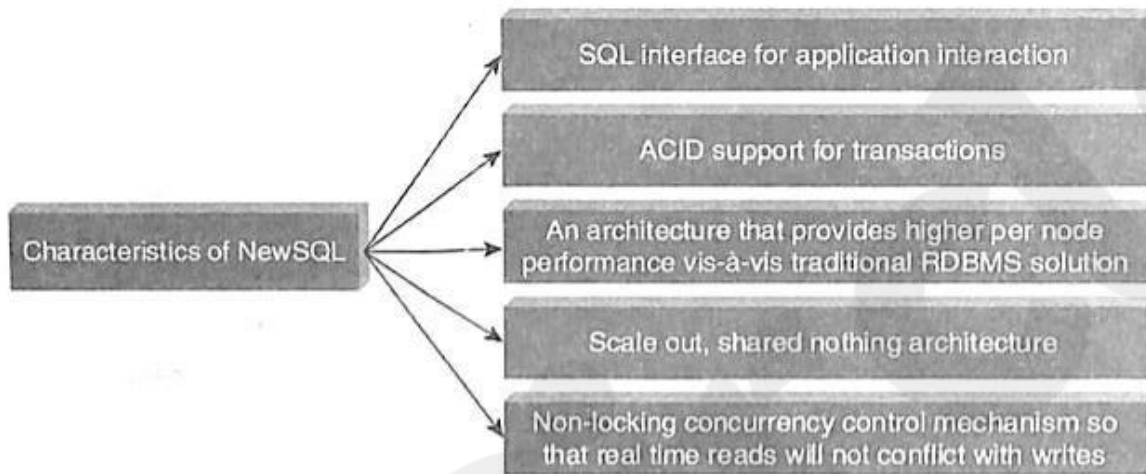 SQL interface for application interaction
ACID support for transactions
Characteristics of NewSQL
An architecture that provides higher per node
performance vis-à-vis traditional RDBMS solution
Scale out, shared nothing architecture
Non-locking concurrency control mechanism so
that real time reads will not conflict with writes